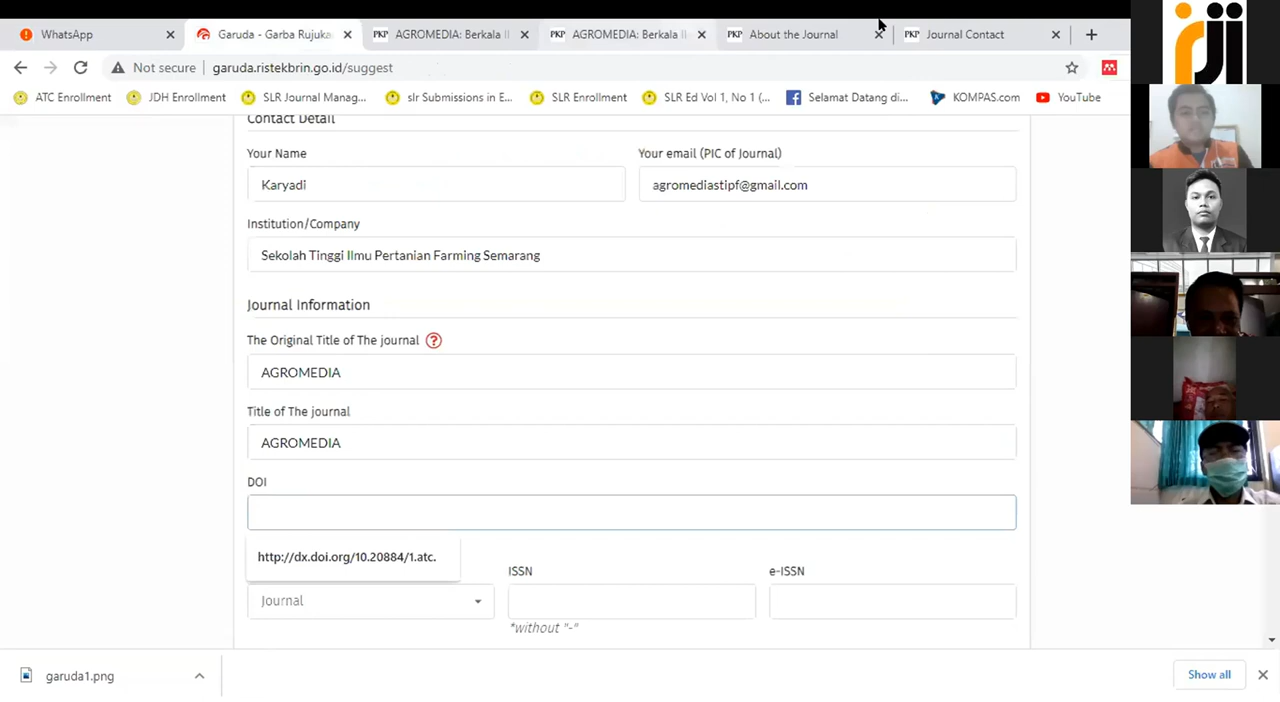 WhatsApp
Garuda - Garba Rujuka
PKP AGROMEDIA: Berkala I
PKP AGROMEDIA: Berkala Il
PKP About the Journal
PKP Journal Contact
Not secure garuda.ristekbrin.go.id/suggest
ATC Enrollment
JDH Enrollment
SLR Journal Manag...
slr Submissions in E...
SLR Enrollment
SLR Ed Vol 1, No 1 (...
Selamat Datang di...
KOMPAS.com
YouTube
Contact Detail
Your Name
Your email (PIC of Journal)
Karyadi
agromediastipf@gmail.com
Institution/Company
Sekolah Tinggi Ilmu Pertanian Farming Semarang
Journal Information
The Original Title of The journal ?
AGROMEDIA
Title of The journal
AGROMEDIA
DOI
http://dx.doi.org/10.20884/1.atc.
ISSN
e-ISSN
Journal
*without "-"
garuda1.png
Show all
rji